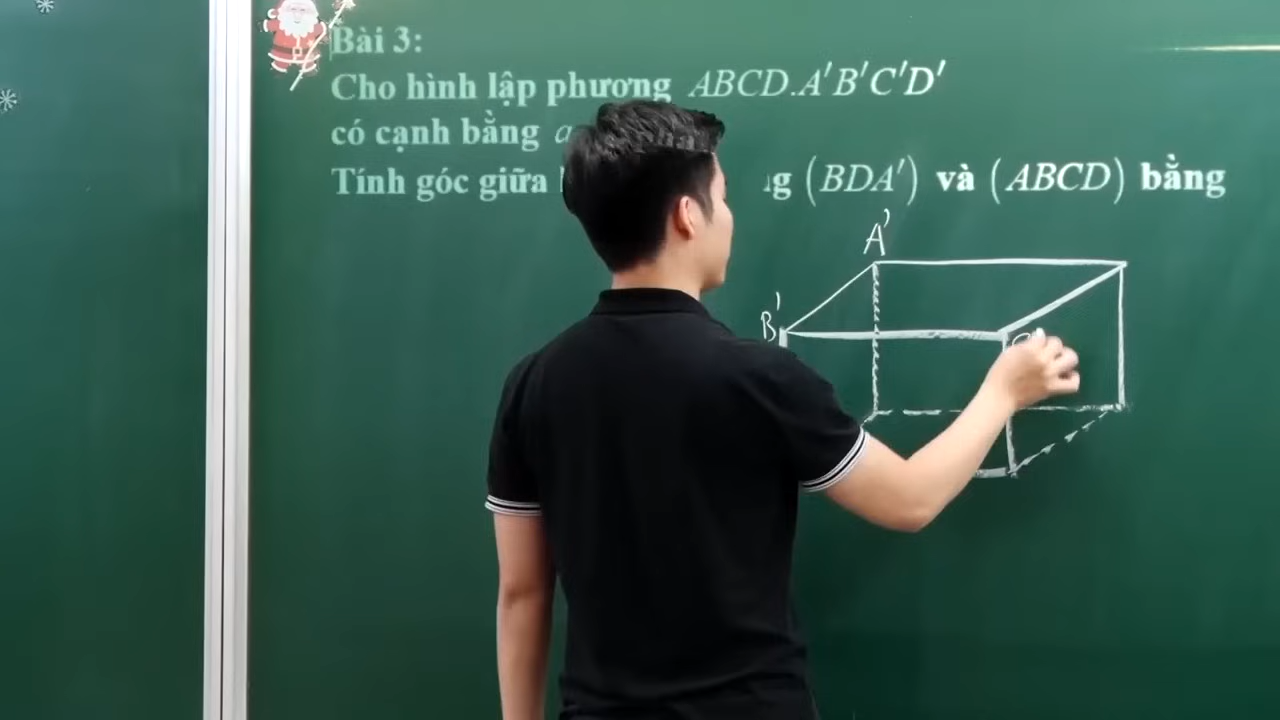 Bài 3:
Cho hình lập phương ABCD.A'B'C'D'
có cạnh bằng a
Tính góc giữa (BDA') và (ABCD) bằng
A'
B'